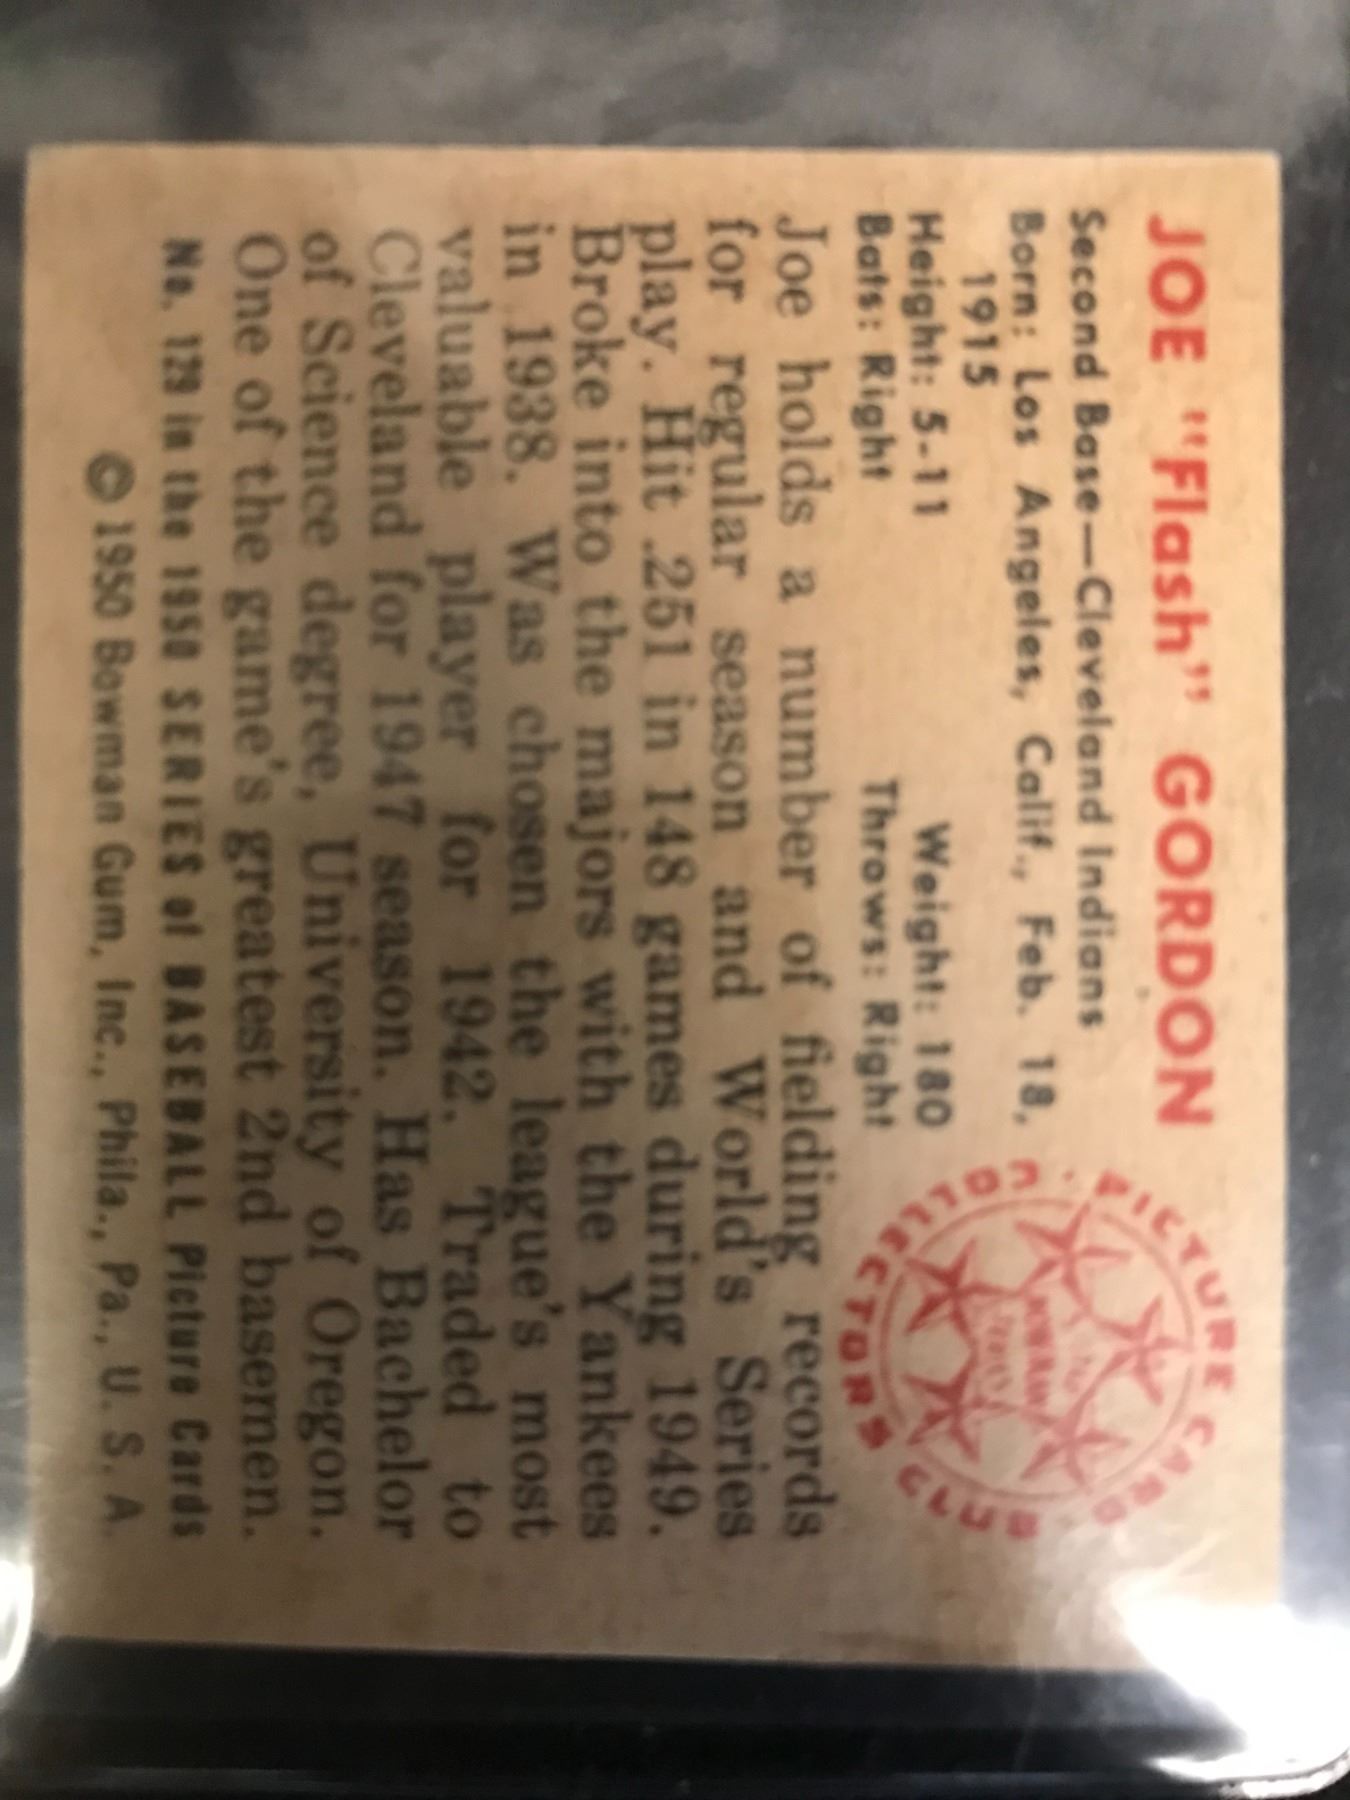 JOE "Flash" GORDON
Second Base—Cleveland Indians
Born: Los Angeles, Calif., Feb. 18,
1915
Height: 5-11 Weight: 180
Bats: Right Throws: Right
PICTURE CARD COLLECTORS CLUB
Joe holds a number of fielding records
for regular season and World's Series
play. Hit .251 in 148 games during 1949.
Broke into the majors with the Yankees
in 1938. Was chosen the league's most
valuable player for 1942. Traded to
Cleveland for 1947 season. Has Bachelor
of Science degree, University of Oregon.
One of the game's greatest 2nd basemen.
No. 129 in the 1950 SERIES of BASEBALL Picture Cards
© 1950 Bowman Gum, Inc., Phila., Pa., U. S. A.